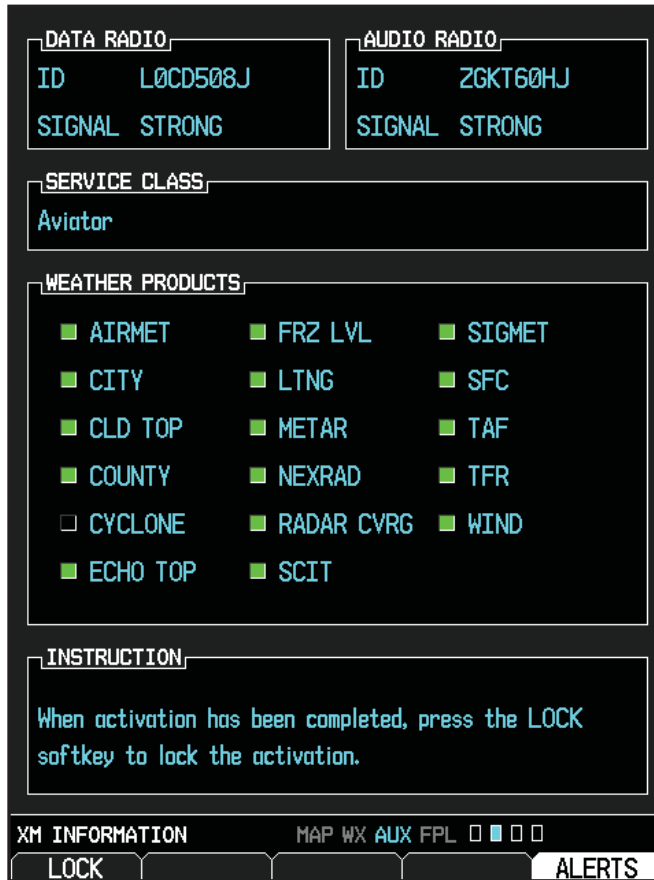 DATA RADIO
ID L0CD508J
SIGNAL STRONG
AUDIO RADIO
ID ZGKT60HJ
SIGNAL STRONG
SERVICE CLASS
Aviator
WEATHER PRODUCTS
AIRMET FRZ LVL SIGMET
CITY LTNG SFC
CLD TOP METAR TAF
COUNTY NEXRAD TFR
CYCLONE RADAR CVRG WIND
ECHO TOP SCIT
INSTRUCTION
When activation has been completed, press the LOCK
softkey to lock the activation.
XM INFORMATION MAP WX AUX FPL
LOCK ALERTS